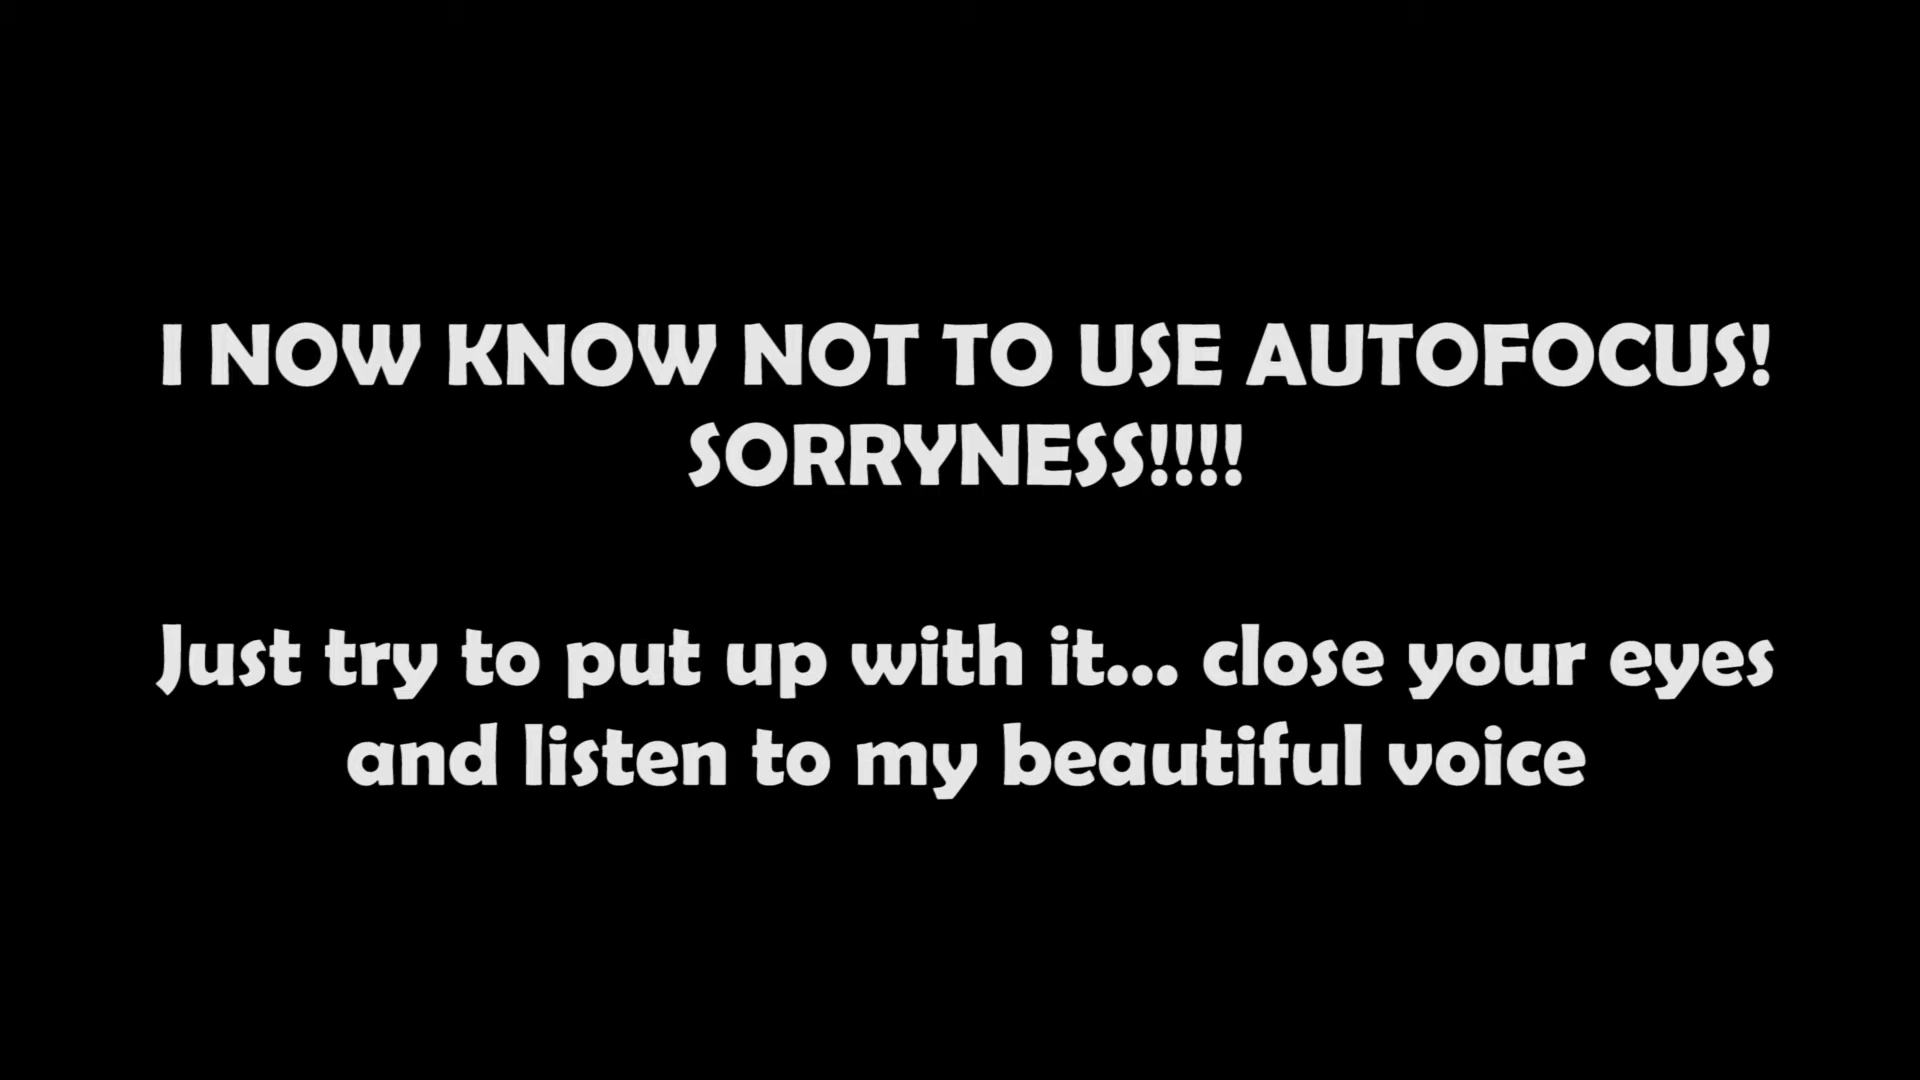 I NOW KNOW NOT TO USE AUTOFOCUS!
SORRYNESS!!!!
Just try to put up with it... close your eyes
and listen to my beautiful voice